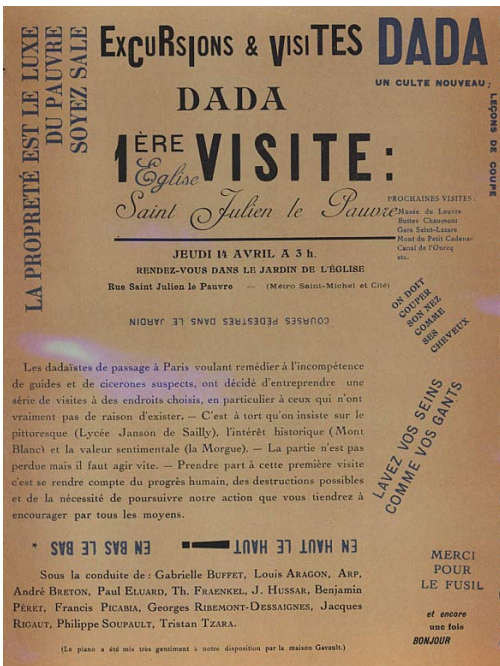 LA PROPRETÉ EST LE LUXE
DU PAUVRE
SOYEZ SALE
EXCURSIONS & VISITES DADA
UN CULTE NOUVEAU :
LEÇONS DE COUPE
DADA
1ÈRE VISITE :
Eglise
Saint Julien le Pauvre
PROCHAINES VISITES :
Musée du Louvre
Buttes Chaumont
Gare Saint-Lazare
Mont du Petit Cadenas
Canal de l'Ourcq
etc.
JEUDI 14 AVRIL A 3 h.
RENDEZ-VOUS DANS LE JARDIN DE L'ÉGLISE
Rue Saint Julien le Pauvre — (Métro Saint-Michel et Cité)
ON DOIT
COUPER
SON NEZ
COMME
SES
CHEVEUX
COURSES PÉDESTRES DANS LE JARDIN
Les dadaïstes de passage à Paris voulant remédier à l'incompétence
de guides et de cicerones suspects, ont décidé d'entreprendre une
série de visites à des endroits choisis, en particulier à ceux qui n'ont
vraiment pas de raison d'exister. — C'est à tort qu'on insiste sur le
pittoresque (Lycée Janson de Sailly), l'intérêt historique (Mont
Blanc) et la valeur sentimentale (la Morgue). — La partie n'est pas
perdue mais il faut agir vite. — Prendre part à cette première visite
c'est se rendre compte du progrès humain, des destructions possibles
et de la nécessité de poursuivre notre action que vous tiendrez à
encourager par tous les moyens.
LAVEZ VOS SEINS
COMME VOS GANTS
EN HAUT LE HAUT ! EN BAS LE BAS *
MERCI
POUR
LE FUSIL
Sous la conduite de : Gabrielle BUFFET, Louis ARAGON, ARP,
André BRETON, Paul ELUARD, Th. FRAENKEL, J. HUSSAR, Benjamin
PÉRET, Francis PICABIA, Georges RIBEMONT-DESSAIGNES, Jacques
RIGAUT, Philippe SOUPAULT, Tristan TZARA.
et encore
une fois
BONJOUR
(Le piano a été mis très gentiment à notre disposition par la maison Gavault.)